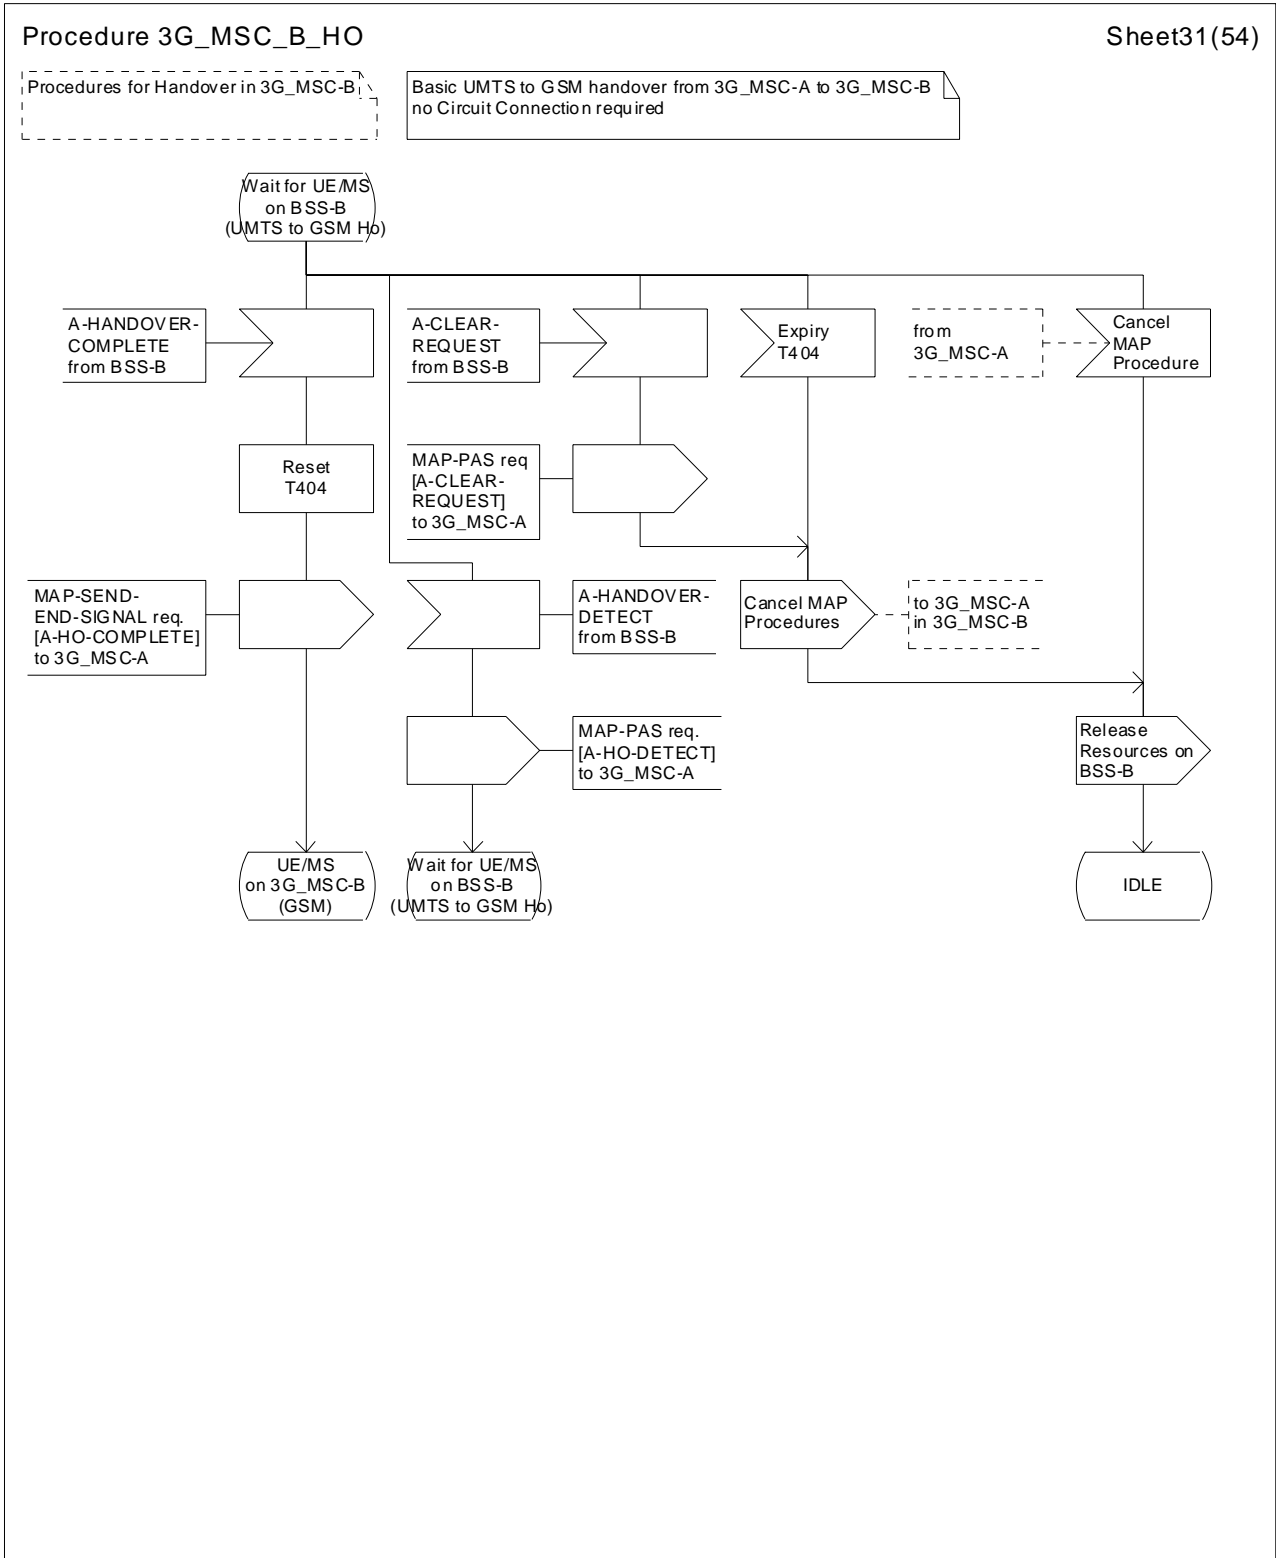 Procedure 3G_MSC_B_HO
Sheet31(54)
Procedures for Handover in 3G_MSC-B
Basic UMTS to GSM handover from 3G_MSC-A to 3G_MSC-B
no Circuit Connection required
Wait for UE/MS
on BSS-B
(UMTS to GSM Ho)
A-HANDOVER-
COMPLETE
from BSS-B
A-CLEAR-
REQUEST
from BSS-B
Expiry
T404
from
3G_MSC-A
Cancel
MAP
Procedure
Reset
T404
MAP-PAS req
[A-CLEAR-
REQUEST]
to 3G_MSC-A
MAP-SEND-
END-SIGNAL req.
[A-HO-COMPLETE]
to 3G_MSC-A
A-HANDOVER-
DETECT
from BSS-B
Cancel MAP
Procedures
to 3G_MSC-A
in 3G_MSC-B
MAP-PAS req.
[A-HO-DETECT]
to 3G_MSC-A
Release
Resources on
BSS-B
UE/MS
on 3G_MSC-B
(GSM)
Wait for UE/MS
on BSS-B
(UMTS to GSM Ho)
IDLE